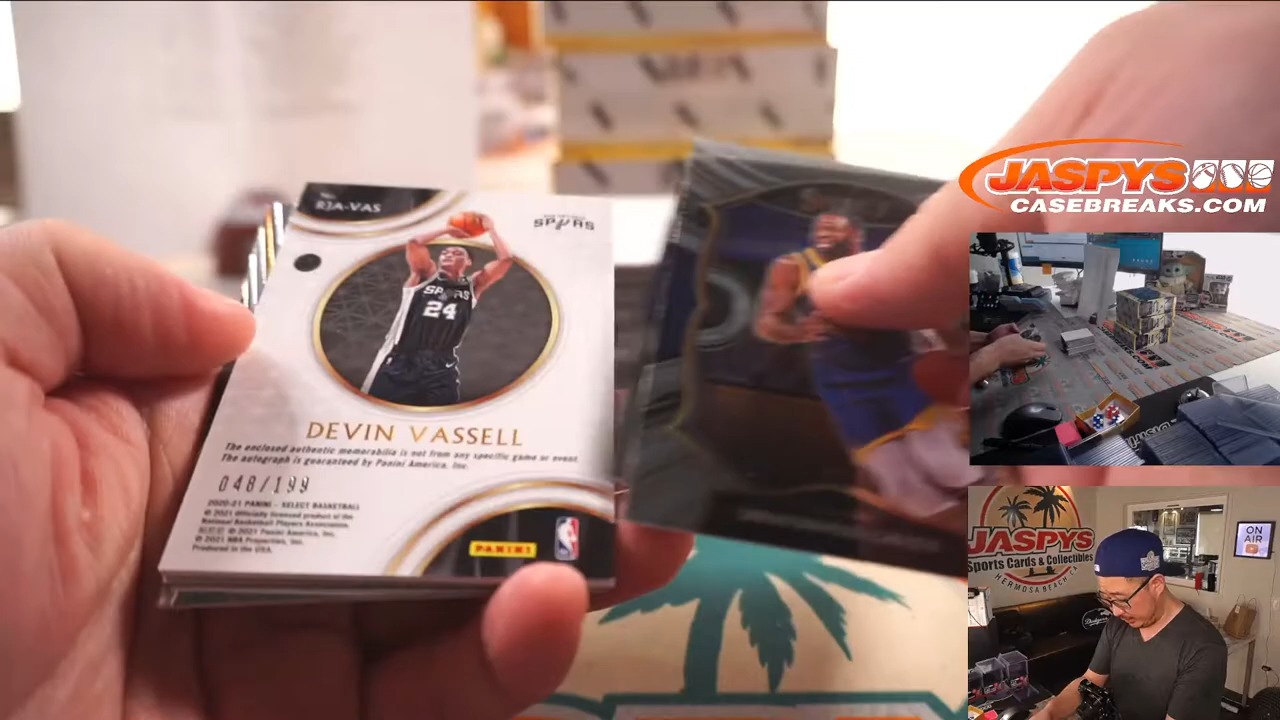 RJA-VAS
SPURS
SPURS
24
DEVIN VASSELL
The enclosed authentic memorabilia is not from any specific game or event.
The autograph is guaranteed by Panini America, Inc.
048/199
2020-21 PANINI - SELECT BASKETBALL
© 2021 Officially licensed product of the
National Basketball Players Association.
© 2021 Panini America, Inc.
© 2021 NBA Properties, Inc.
Produced in the USA.
PANINI
JASPYS
CASEBREAKS.COM
JASPYS
Sports Cards & Collectibles
HERMOSA BEACH, CA
ON
AIR
Dodgers